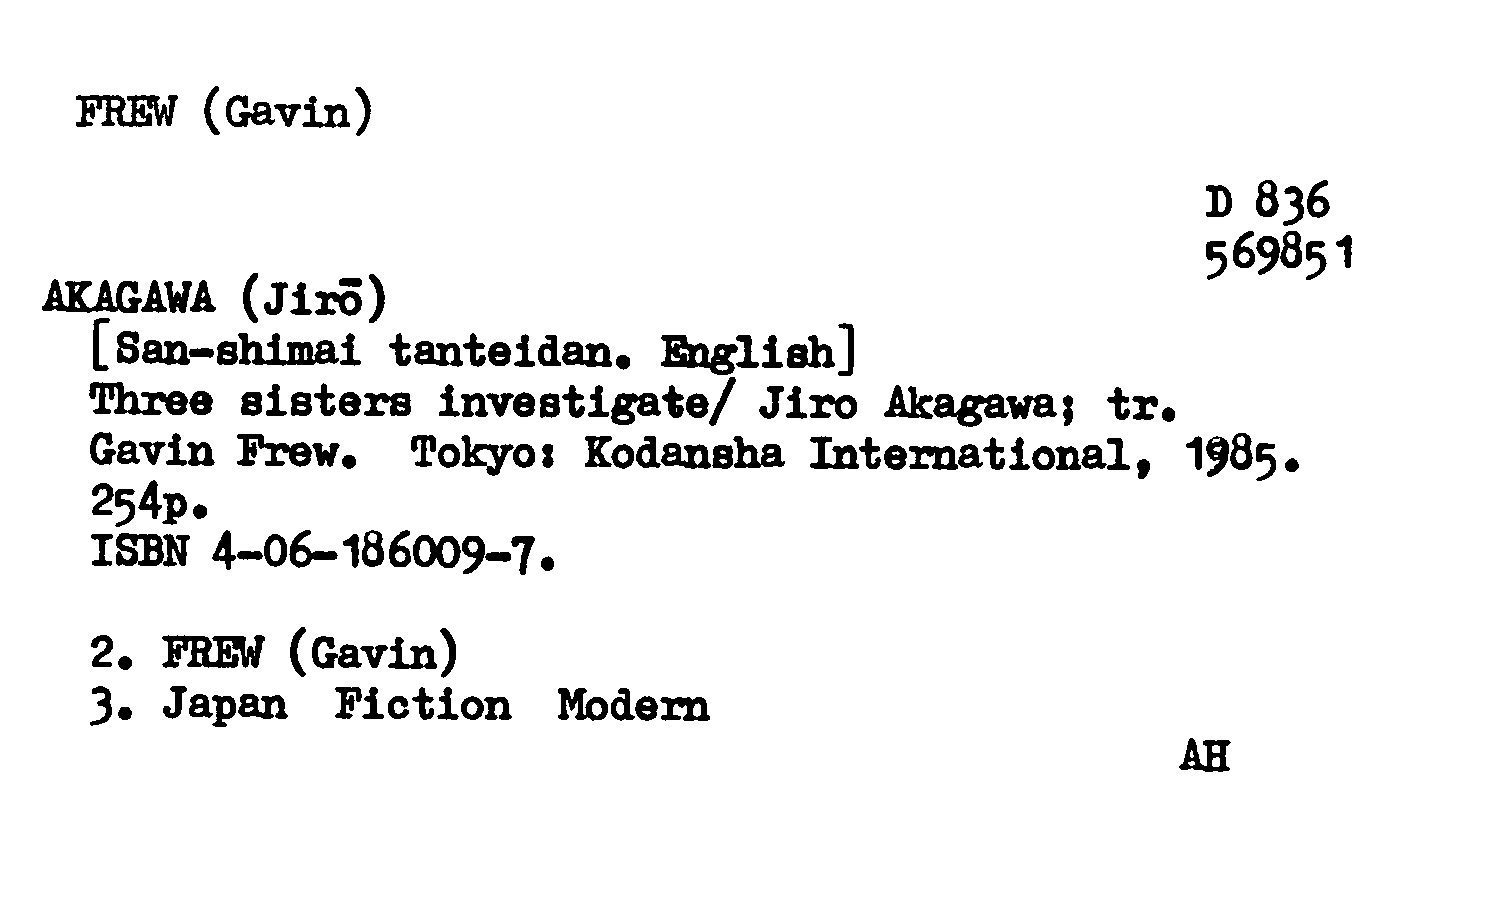 FREW (Gavin)
D 836
569851
AKAGAWA (Jirō)
[San-shimai tanteidan. English]
Three sisters investigate/ Jiro Akagawa; tr.
Gavin Frew. Tokyo: Kodansha International, 1985.
254p.
ISBN 4-06-186009-7.
2. FREW (Gavin)
3. Japan Fiction Modern
AH